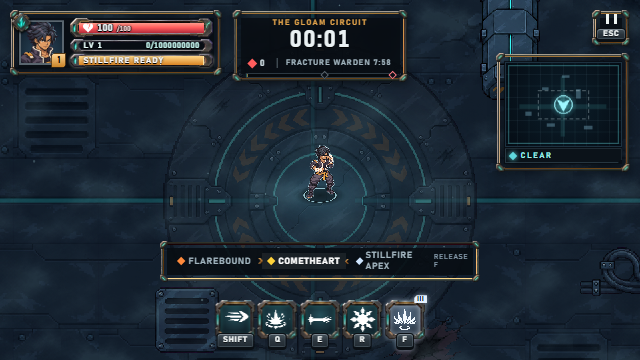 100 /100
LV 1 0/1000000000
STILLFIRE READY
1
THE GLOAM CIRCUIT
00:01
0 | FRACTURE WARDEN 7:58
ESC
CLEAR
FLAREBOUND › COMETHEART ‹ STILLFIRE APEX RELEASE F
SHIFT Q E R F